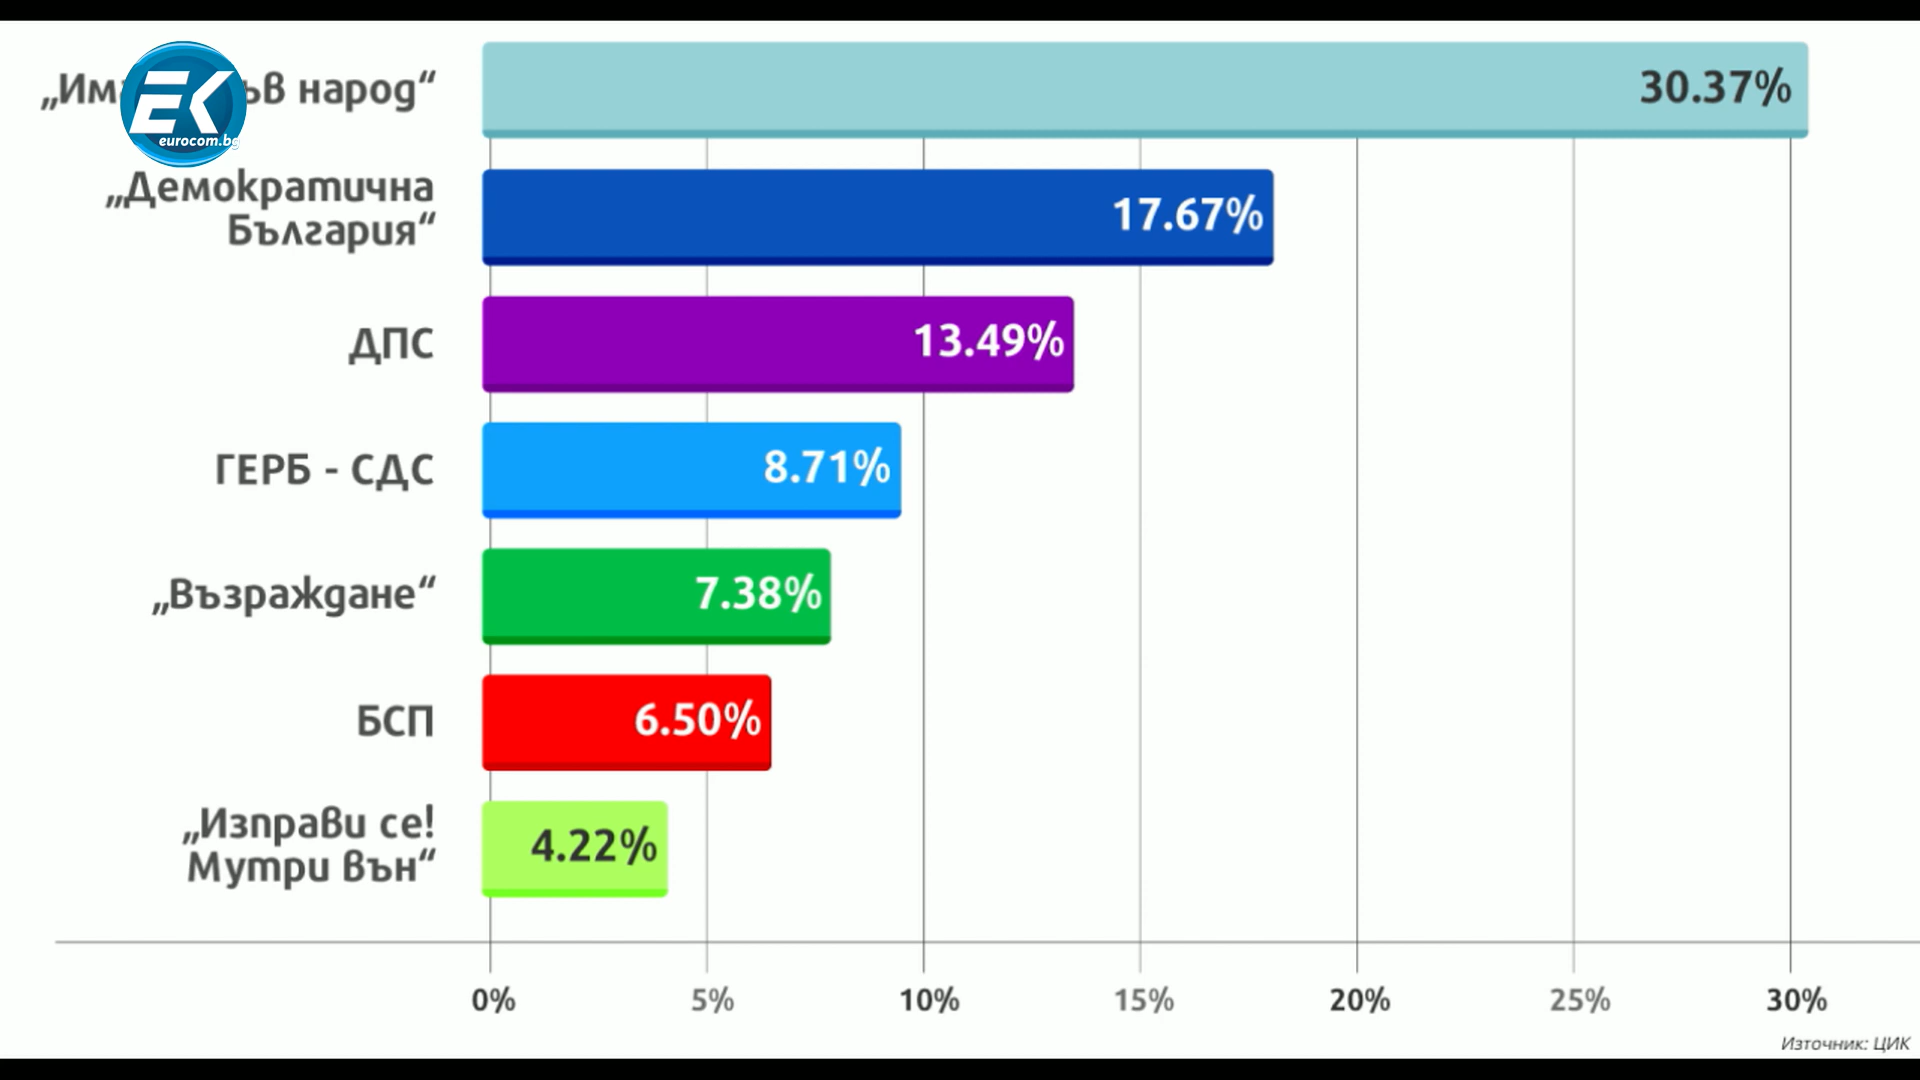 народ“
30.37%
EK
eurocom.bg
„Демократична
България“
17.67%
ДПС
13.49%
ГЕРБ - СДС
8.71%
„Възраждане“
7.38%
БСП
6.50%
„Изправи се!
Мутри вън“
4.22%
0% 5% 10% 15% 20% 25% 30%
Източник: ЦИК